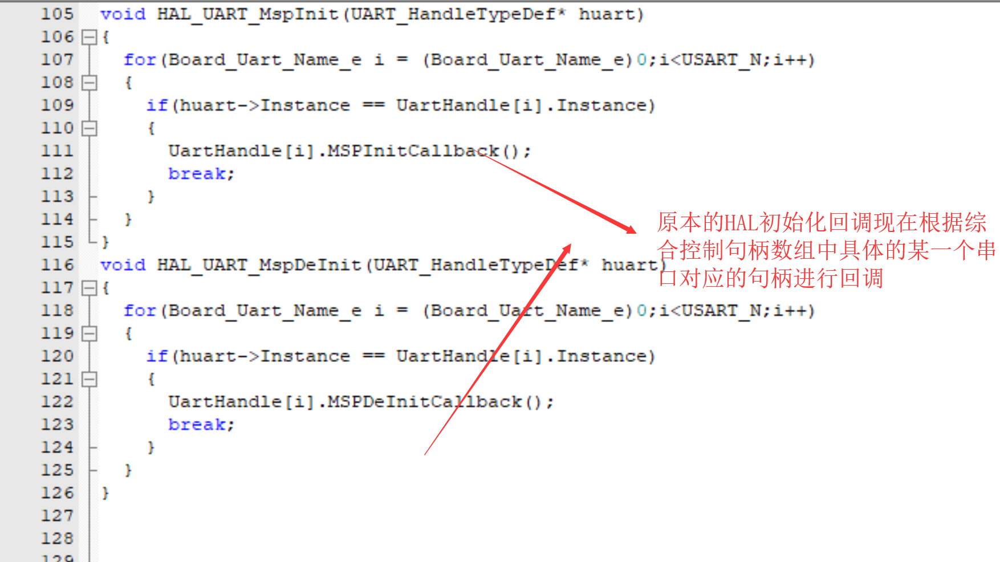 105 void HAL_UART_MspInit(UART_HandleTypeDef* huart)
106 {
107 for(Board_Uart_Name_e i = (Board_Uart_Name_e)0;i<USART_N;i++)
108 {
109 if(huart->Instance == UartHandle[i].Instance)
110 {
111 UartHandle[i].MSPInitCallback();
112 break;
113 }
114 }
115 }
原本的HAL初始化回调现在根据综
合控制句柄数组中具体的某一个串
口对应的句柄进行回调
116 void HAL_UART_MspDeInit(UART_HandleTypeDef* huart)
117 {
118 for(Board_Uart_Name_e i = (Board_Uart_Name_e)0;i<USART_N;i++)
119 {
120 if(huart->Instance == UartHandle[i].Instance)
121 {
122 UartHandle[i].MSPDeInitCallback();
123 break;
124 }
125 }
126 }
127
128
129